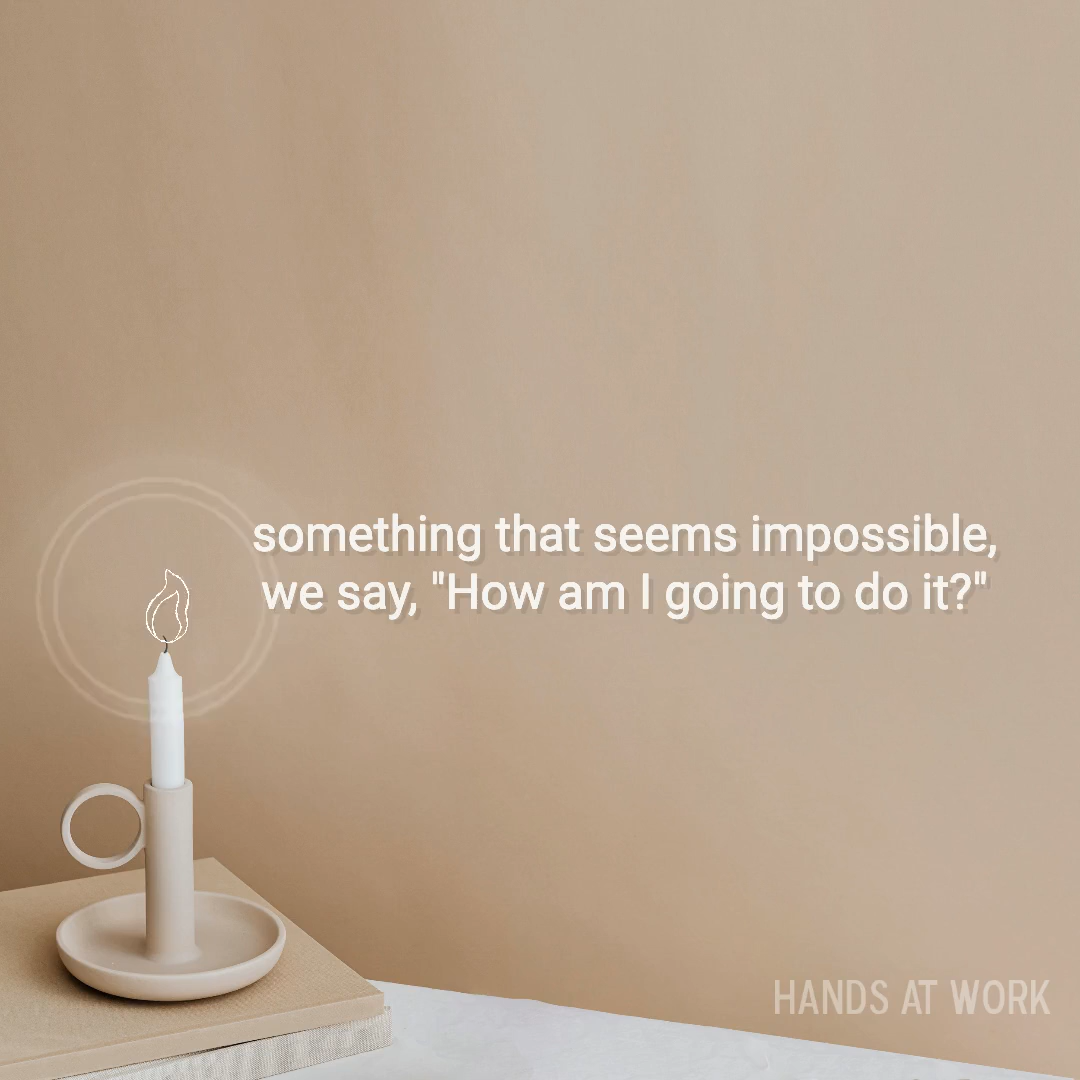 something that seems impossible,
we say, "How am I going to do it?"
HANDS AT WORK